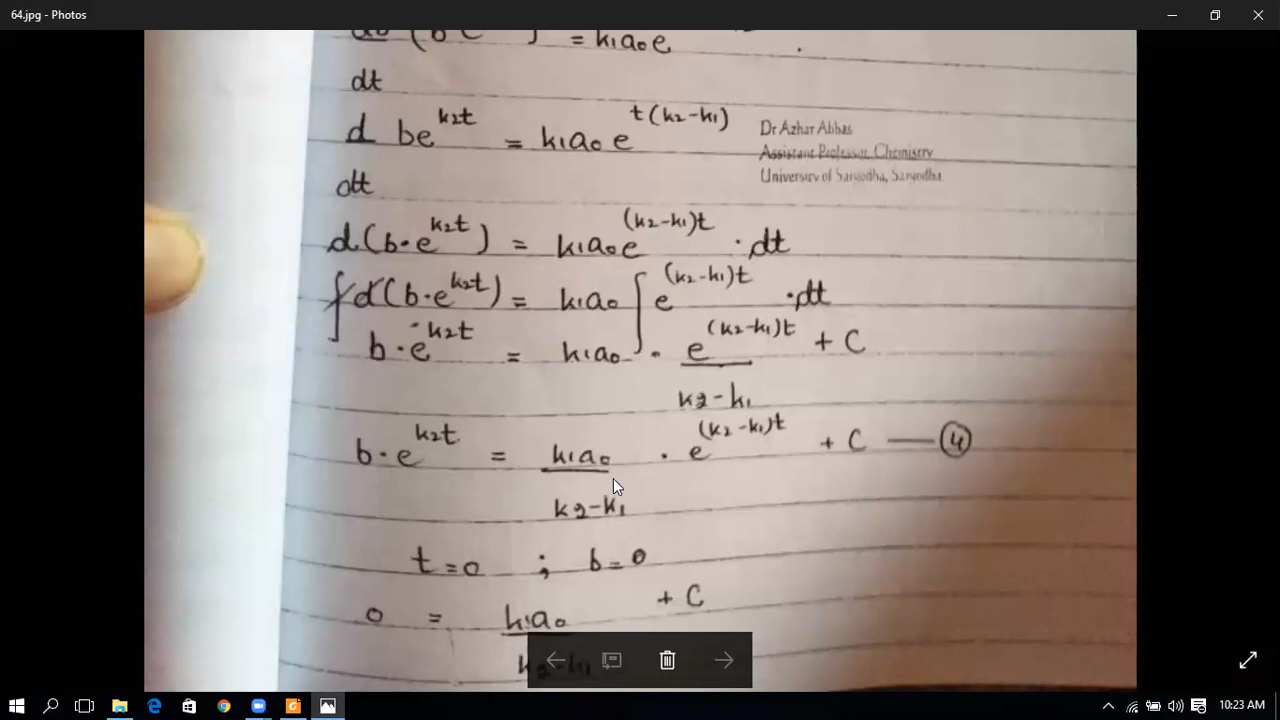 64.jpg - Photos
= k₁a₀e
dt
d be^k₂t = k₁a₀ e^t(k₂-k₁)
dt
Dr Azhar Abbas
Assistant Professor, Chemistry
University of Sargodha, Sargodha
d(b·e^k₂t) = k₁a₀e^(k₂-k₁)t · dt
∫d(b·e^k₂t) = k₁a₀ ∫e^(k₂-k₁)t · dt
b·e^k₂t = k₁a₀ · e^(k₂-k₁)t + C
k₂-k₁
b·e^k₂t = k₁a₀ · e^(k₂-k₁)t + C — ④
k₂-k₁
t=0 ; b=0
0 = k₁a₀ + C
k₂-k₁
10:23 AM